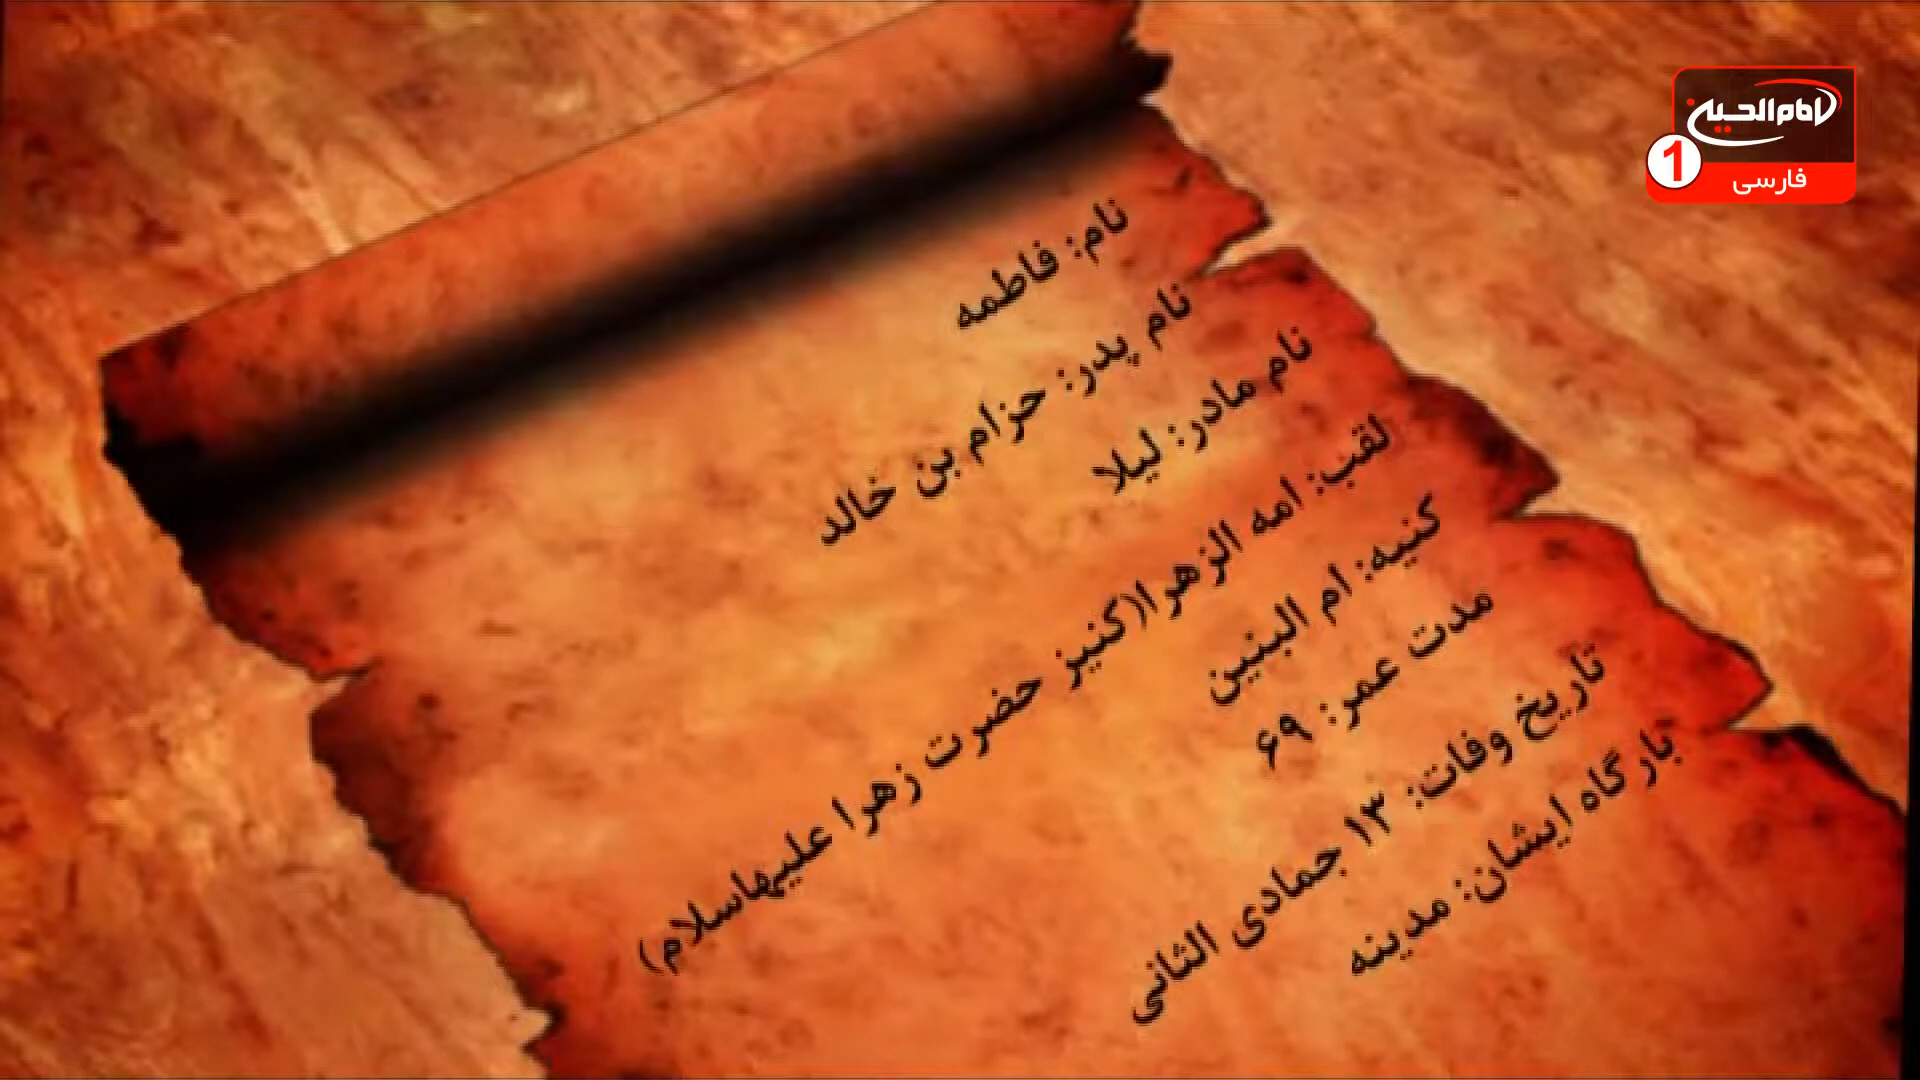 امام الحسین
1
فارسی
نام: فاطمه
نام پدر: حزام بن خالد
نام مادر: لیلا
لقب: امه الزهرا(کنیز حضرت زهرا علیهاسلام)
کنیه: ام البنین
مدت عمر: ۶۹
تاریخ وفات: ۱۳ جمادی الثانی
بارگاه ایشان: مدینه